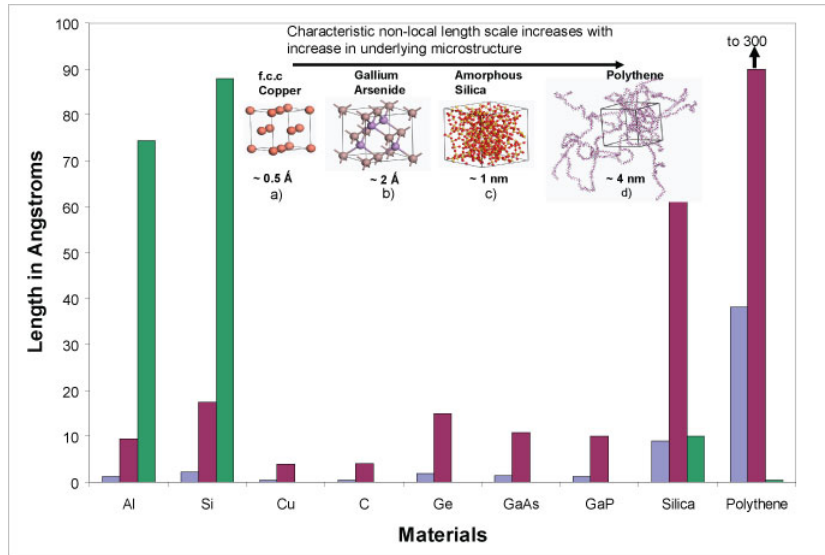 Characteristic non-local length scale increases with
increase in underlying microstructure
to 300
f.c.c
Copper
Gallium
Arsenide
Amorphous
Silica
Polythene
~ 0.5 Å
~ 2 Å
~ 1 nm
~ 4 nm
a)
b)
c)
d)
Length in Angstroms
100
90
80
70
60
50
40
30
20
10
0
Al Si Cu C Ge GaAs GaP Silica Polythene
Materials